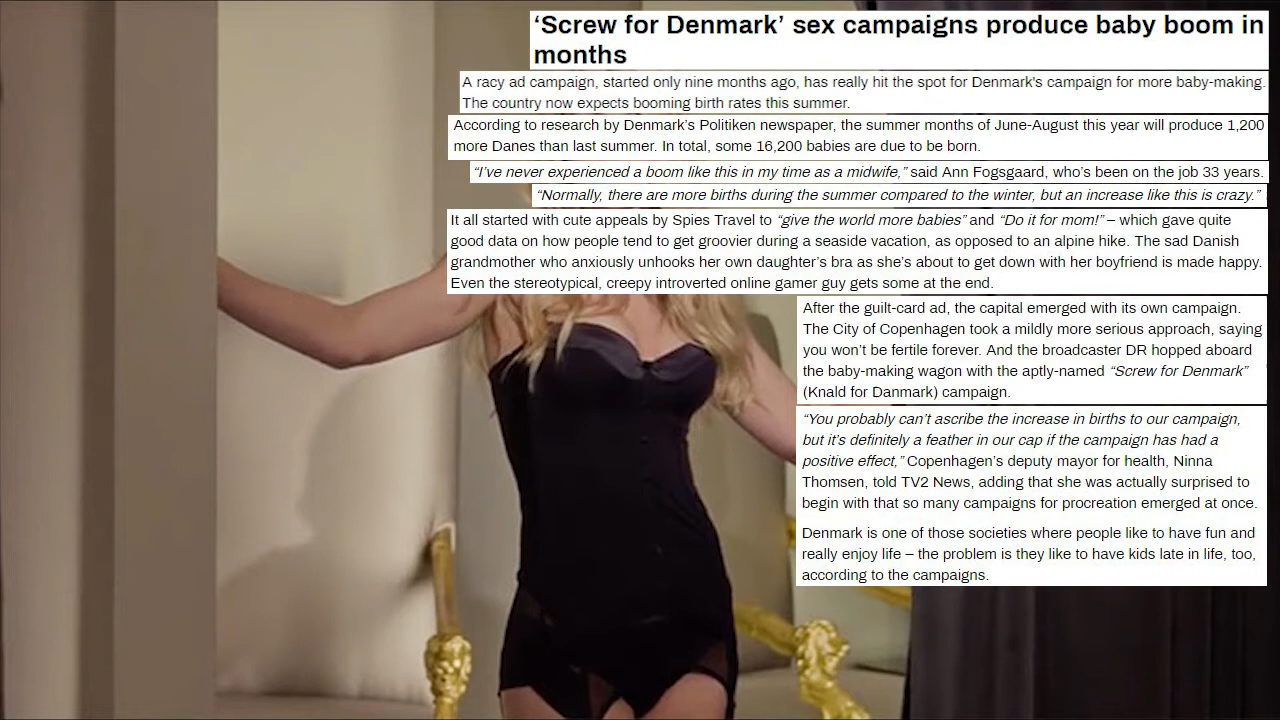 ‘Screw for Denmark’ sex campaigns produce baby boom in
months
A racy ad campaign, started only nine months ago, has really hit the spot for Denmark's campaign for more baby-making.
The country now expects booming birth rates this summer.
According to research by Denmark’s Politiken newspaper, the summer months of June-August this year will produce 1,200
more Danes than last summer. In total, some 16,200 babies are due to be born.
“I’ve never experienced a boom like this in my time as a midwife,” said Ann Fogsgaard, who’s been on the job 33 years.
“Normally, there are more births during the summer compared to the winter, but an increase like this is crazy.”
It all started with cute appeals by Spies Travel to “give the world more babies” and “Do it for mom!” – which gave quite
good data on how people tend to get groovier during a seaside vacation, as opposed to an alpine hike. The sad Danish
grandmother who anxiously unhooks her own daughter’s bra as she’s about to get down with her boyfriend is made happy.
Even the stereotypical, creepy introverted online gamer guy gets some at the end.
After the guilt-card ad, the capital emerged with its own campaign.
The City of Copenhagen took a mildly more serious approach, saying
you won’t be fertile forever. And the broadcaster DR hopped aboard
the baby-making wagon with the aptly-named “Screw for Denmark”
(Knald for Danmark) campaign.
“You probably can’t ascribe the increase in births to our campaign,
but it’s definitely a feather in our cap if the campaign has had a
positive effect,” Copenhagen’s deputy mayor for health, Ninna
Thomsen, told TV2 News, adding that she was actually surprised to
begin with that so many campaigns for procreation emerged at once.
Denmark is one of those societies where people like to have fun and
really enjoy life – the problem is they like to have kids late in life, too,
according to the campaigns.